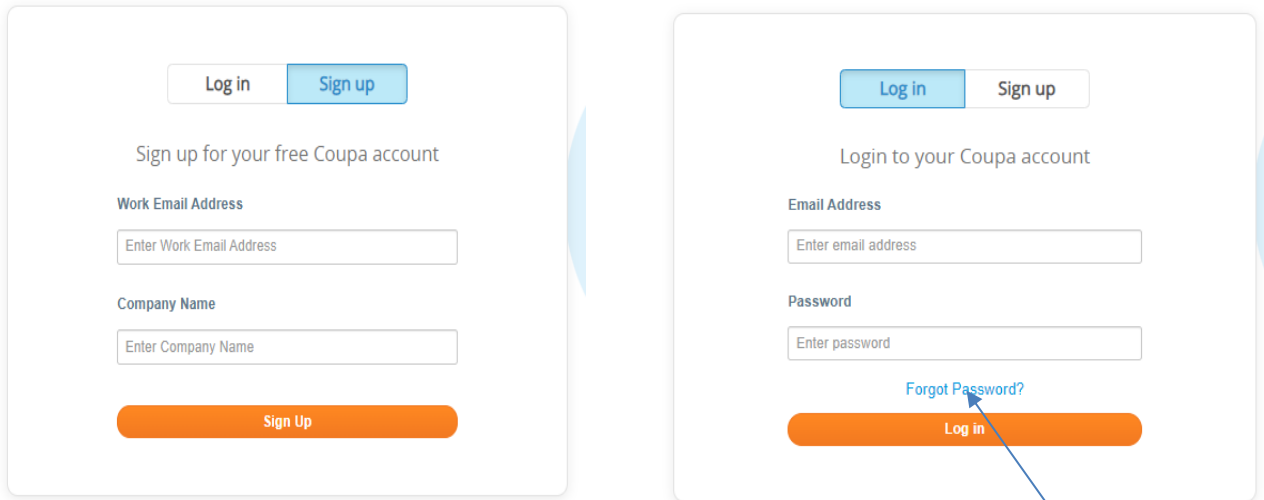 Log in Sign up
Sign up for your free Coupa account
Work Email Address
Enter Work Email Address
Company Name
Enter Company Name
Sign Up
Log in Sign up
Login to your Coupa account
Email Address
Enter email address
Password
Enter password
Forgot Password?
Log in